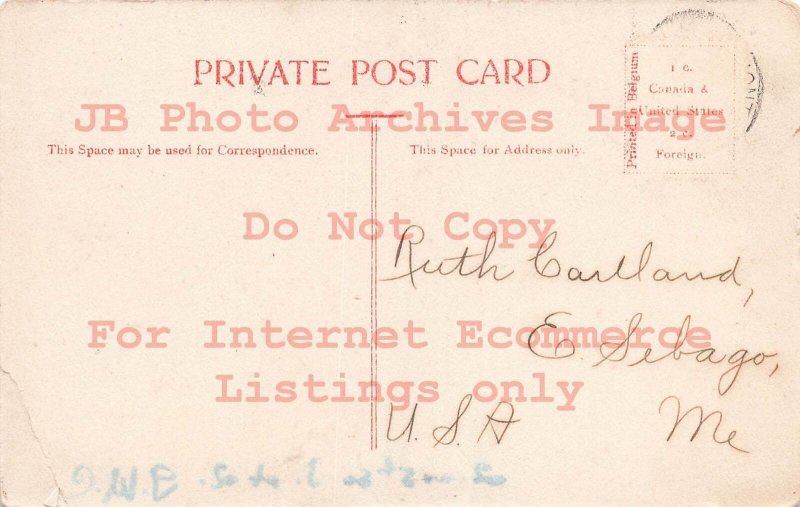 PRIVATE POST CARD
Printed in Belgium
1 c.
Canada &
United States
2 c.
Foreign.
JB Photo Archives Image
This Space may be used for Correspondence.
This Space for Address only.
Do Not Copy
Ruth Cartland,
For Internet Ecommerce
E. Sebago,
Listings only
U.S.A
Me